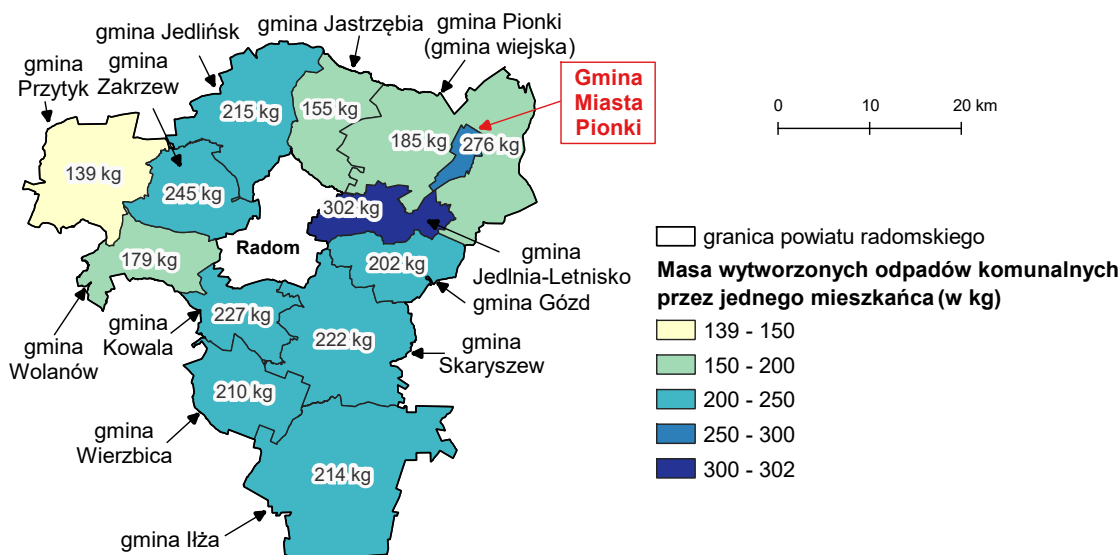 gmina Jastrzębia
gmina Pionki
(gmina wiejska)
gmina Jedlińsk
gmina
Zakrzew
gmina
Przytyk
Gmina
Miasta
Pionki
0 10 20 km
215 kg
155 kg
185 kg
276 kg
139 kg
245 kg
302 kg
Radom
179 kg
202 kg
gmina
Jedlnia-Letnisko
gmina Gózd
227 kg
222 kg
gmina
Kowala
gmina
Wolanów
gmina
Skaryszew
210 kg
gmina
Wierzbica
214 kg
gmina Iłża
granica powiatu radomskiego
Masa wytworzonych odpadów komunalnych
przez jednego mieszkańca (w kg)
139 - 150
150 - 200
200 - 250
250 - 300
300 - 302